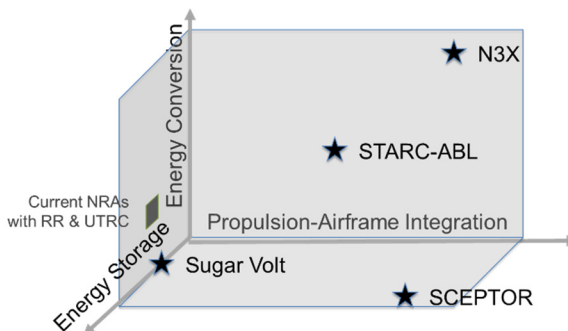 N3X
Energy Conversion
STARC-ABL
Current NRAs
with RR & UTRC
Propulsion-Airframe Integration
Energy Storage
Sugar Volt
SCEPTOR